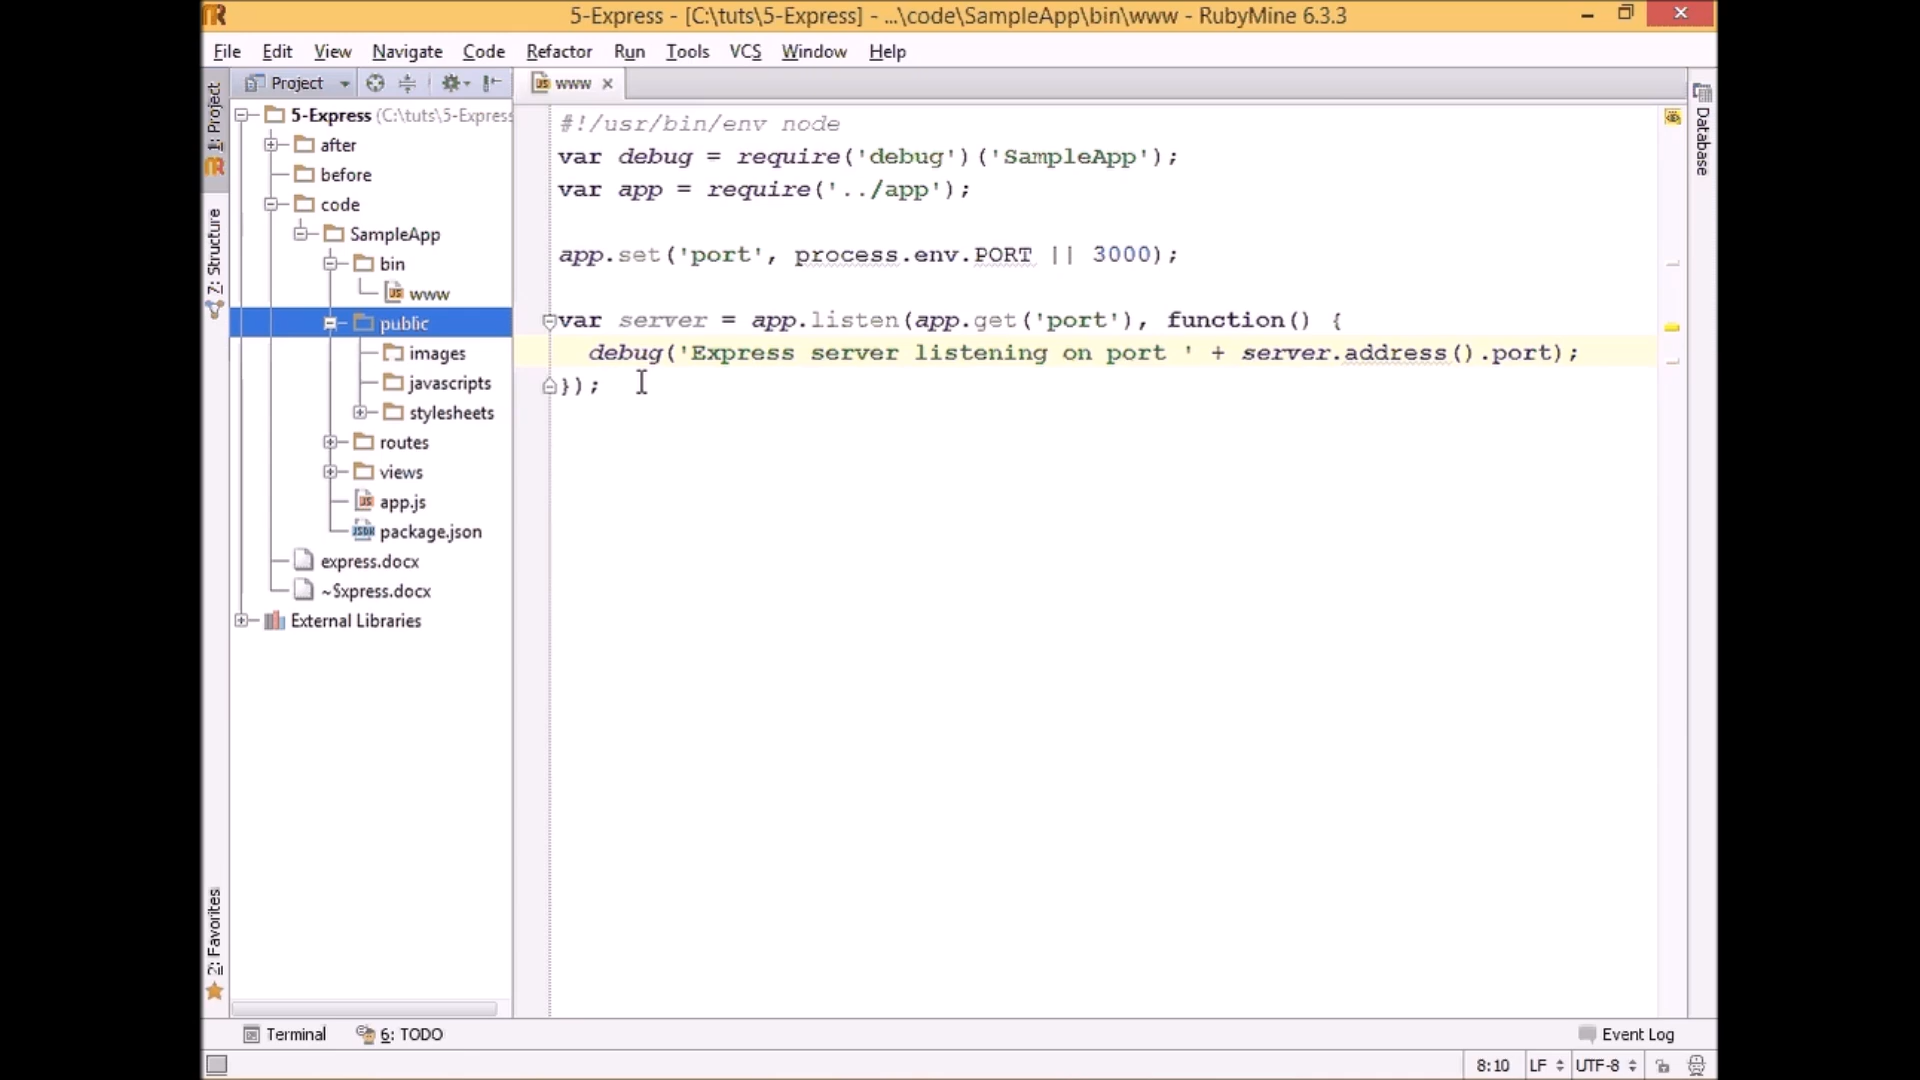 5-Express - [C:\tuts\5-Express] - ...\code\SampleApp\bin\www - RubyMine 6.3.3
File Edit View Navigate Code Refactor Run Tools VCS Window Help
Project
www
1: Project
7: Structure
2: Favorites
5-Express (C:\tuts\5-Express
after
before
code
SampleApp
bin
www
public
images
javascripts
stylesheets
routes
views
app.js
package.json
express.docx
~$xpress.docx
External Libraries
#!/usr/bin/env node
var debug = require('debug')('SampleApp');
var app = require('../app');
app.set('port', process.env.PORT || 3000);
var server = app.listen(app.get('port'), function() {
debug('Express server listening on port ' + server.address().port);
});
Database
Terminal 6: TODO Event Log
8:10 LF UTF-8